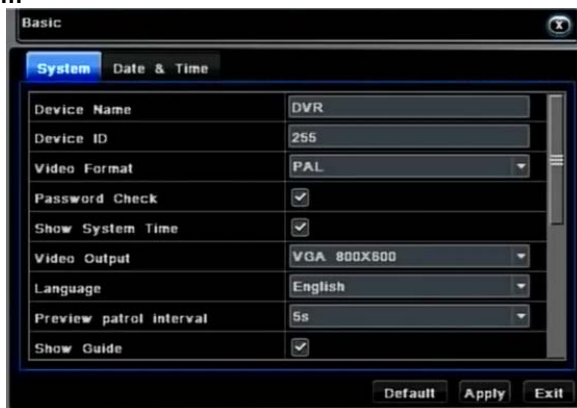 Basic
System Date & Time
Device Name DVR
Device ID 255
Video Format PAL
Password Check
Show System Time
Video Output VGA 800X600
Language English
Preview patrol interval 5s
Show Guide
Default Apply Exit